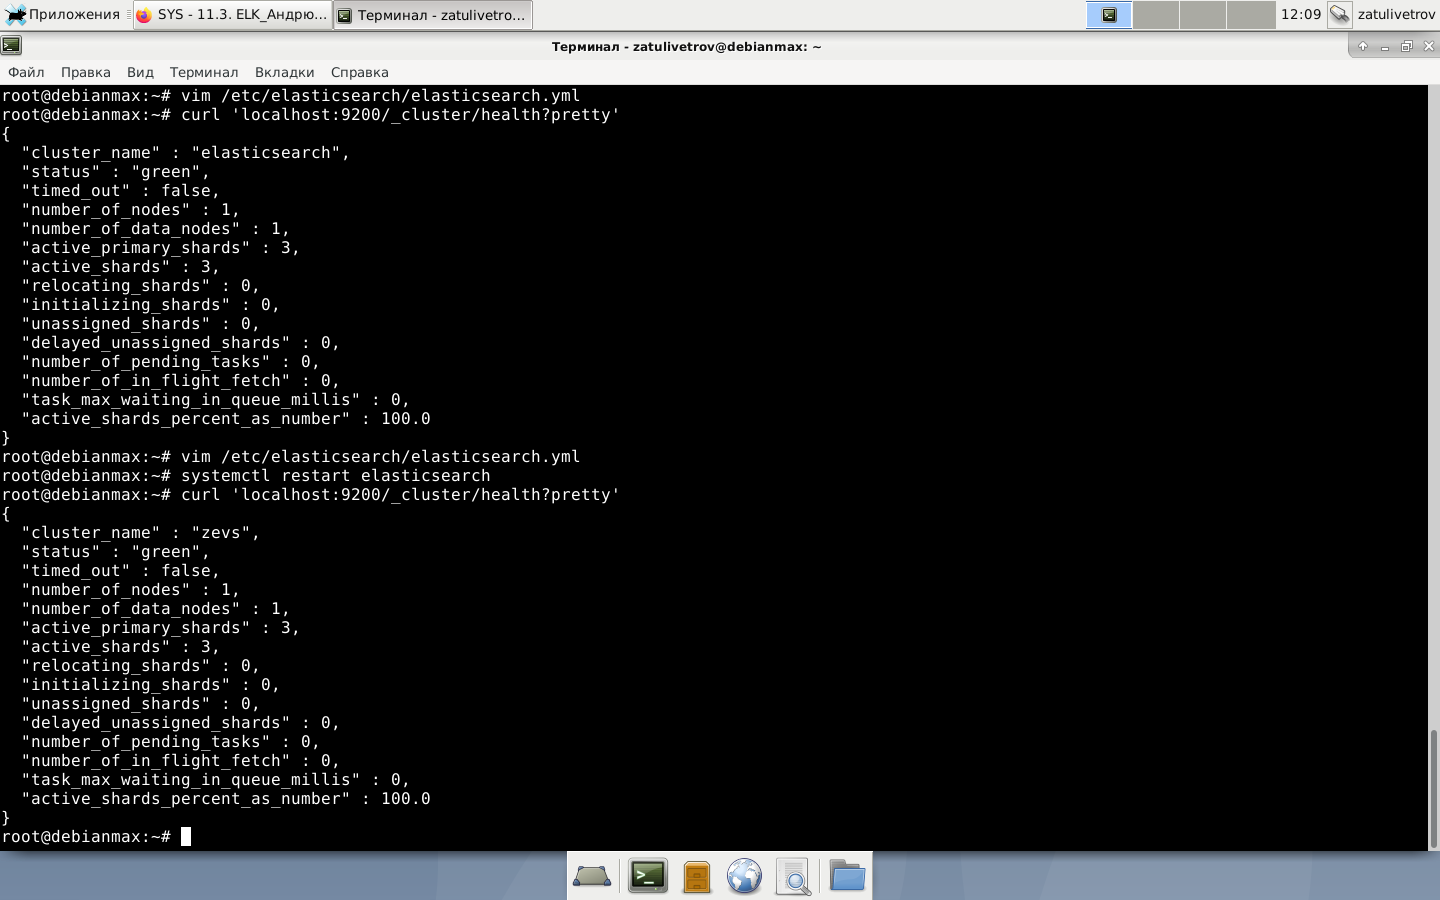 Приложения
SYS - 11.3. ELK_Андрю...
Терминал - zatulivetro...
12:09
zatulivetrov
Терминал - zatulivetrov@debianmax: ~
Файл Правка Вид Терминал Вкладки Справка
root@debianmax:~# vim /etc/elasticsearch/elasticsearch.yml
root@debianmax:~# curl 'localhost:9200/_cluster/health?pretty'
{
  "cluster_name" : "elasticsearch",
  "status" : "green",
  "timed_out" : false,
  "number_of_nodes" : 1,
  "number_of_data_nodes" : 1,
  "active_primary_shards" : 3,
  "active_shards" : 3,
  "relocating_shards" : 0,
  "initializing_shards" : 0,
  "unassigned_shards" : 0,
  "delayed_unassigned_shards" : 0,
  "number_of_pending_tasks" : 0,
  "number_of_in_flight_fetch" : 0,
  "task_max_waiting_in_queue_millis" : 0,
  "active_shards_percent_as_number" : 100.0
}
root@debianmax:~# vim /etc/elasticsearch/elasticsearch.yml
root@debianmax:~# systemctl restart elasticsearch
root@debianmax:~# curl 'localhost:9200/_cluster/health?pretty'
{
  "cluster_name" : "zevs",
  "status" : "green",
  "timed_out" : false,
  "number_of_nodes" : 1,
  "number_of_data_nodes" : 1,
  "active_primary_shards" : 3,
  "active_shards" : 3,
  "relocating_shards" : 0,
  "initializing_shards" : 0,
  "unassigned_shards" : 0,
  "delayed_unassigned_shards" : 0,
  "number_of_pending_tasks" : 0,
  "number_of_in_flight_fetch" : 0,
  "task_max_waiting_in_queue_millis" : 0,
  "active_shards_percent_as_number" : 100.0
}
root@debianmax:~#